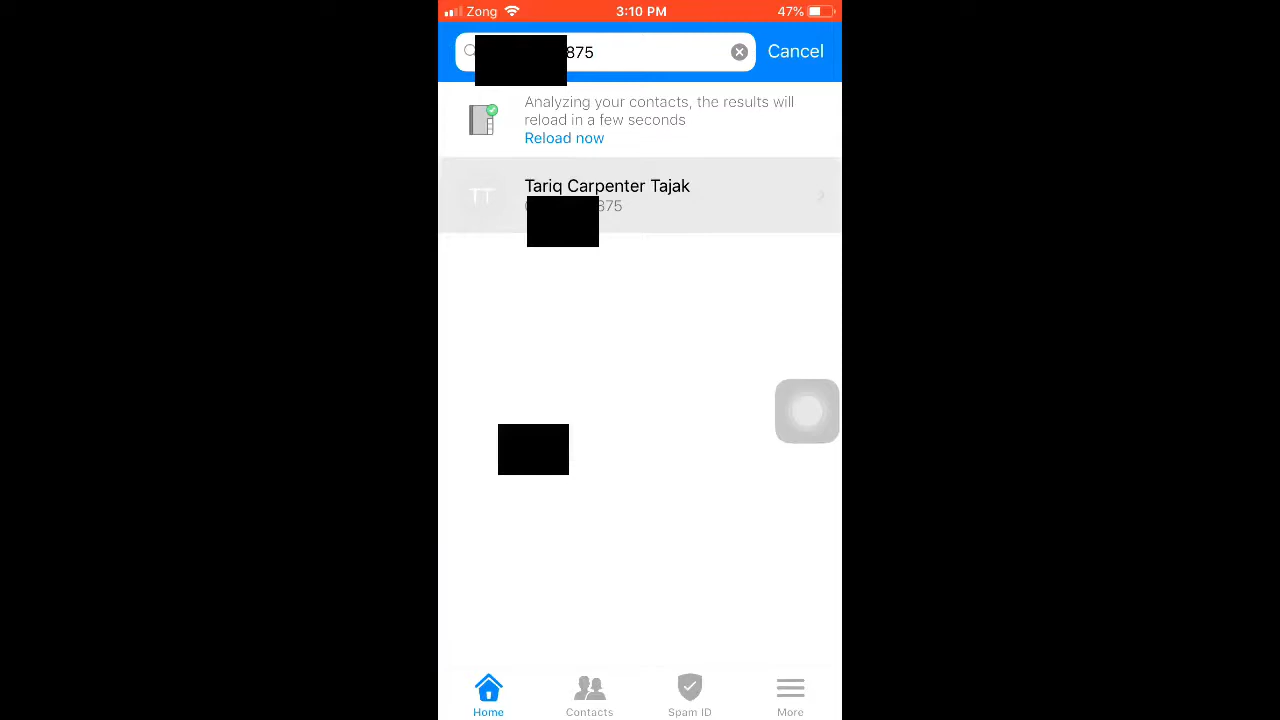 Zong
3:10 PM
47%
875
Cancel
Analyzing your contacts, the results will
reload in a few seconds
Reload now
TT
Tariq Carpenter Tajak
875
Home
Contacts
Spam ID
More